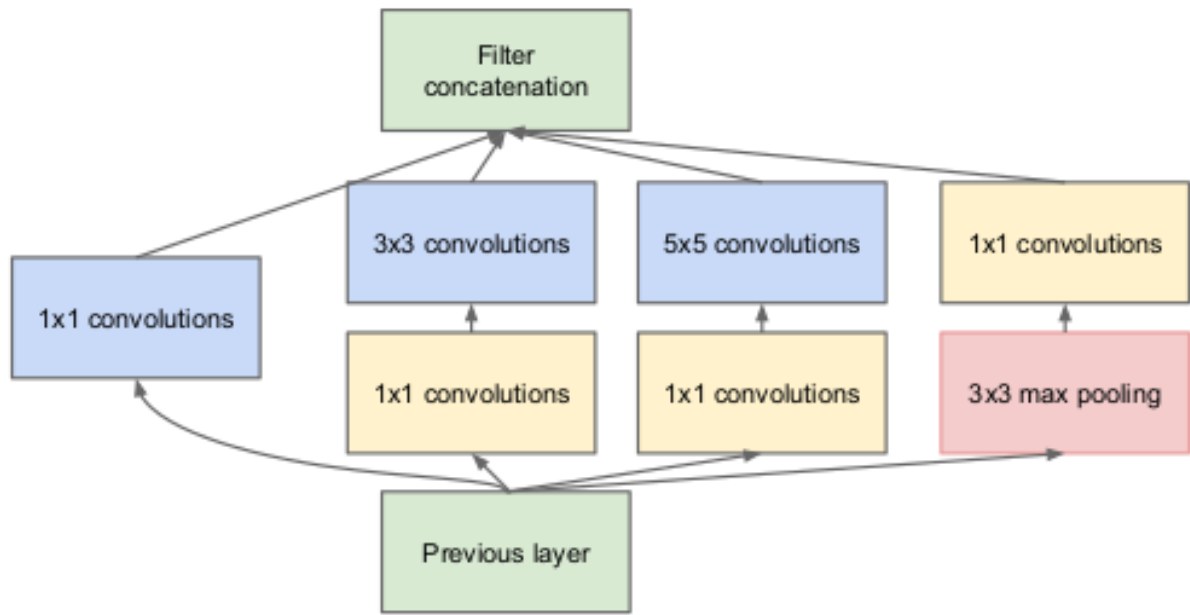 Filter
concatenation
3x3 convolutions
5x5 convolutions
1x1 convolutions
1x1 convolutions
1x1 convolutions
1x1 convolutions
3x3 max pooling
Previous layer